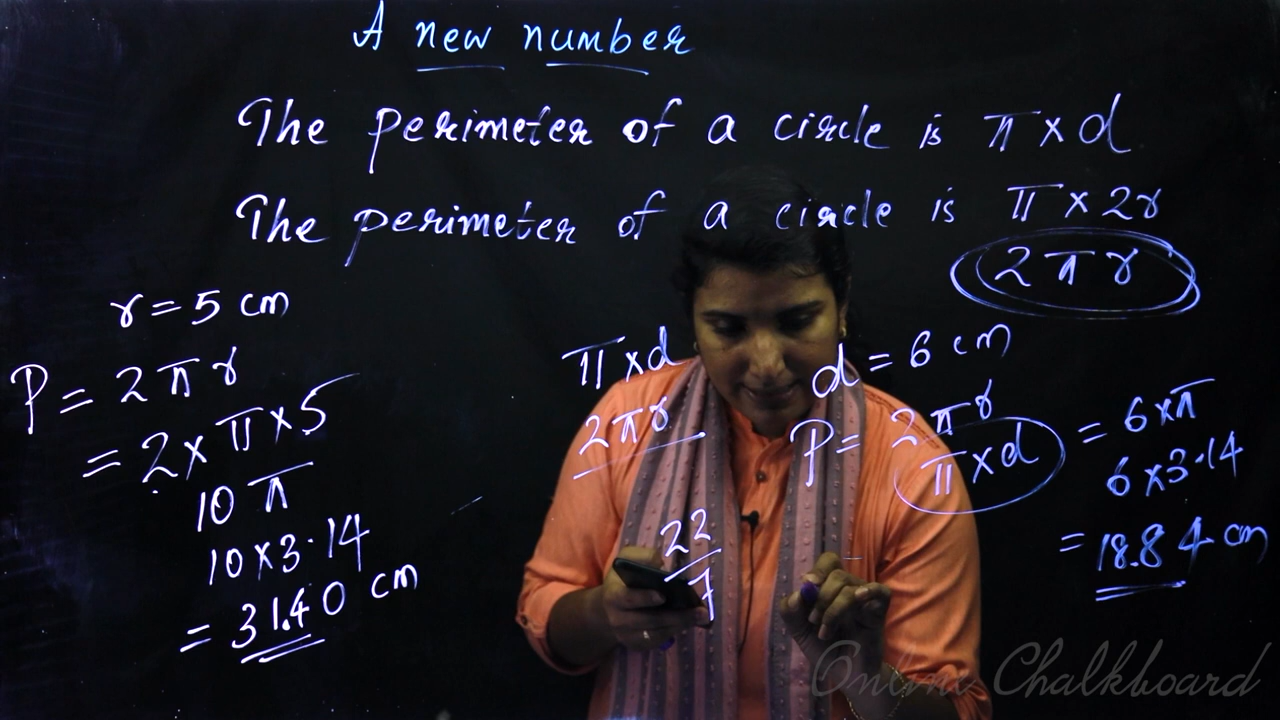 A new number
The perimeter of a circle is π × d
The perimeter of a circle is π × 2r
2πr
r = 5 cm
P = 2πr
= 2 × π × 5
10 π
10 × 3.14
= 31.40 cm
π × d
2πr
22/7
d = 6 cm
P = 2πr
π × d
= 6 × π
6 × 3.14
= 18.84 cm
Online Chalkboard